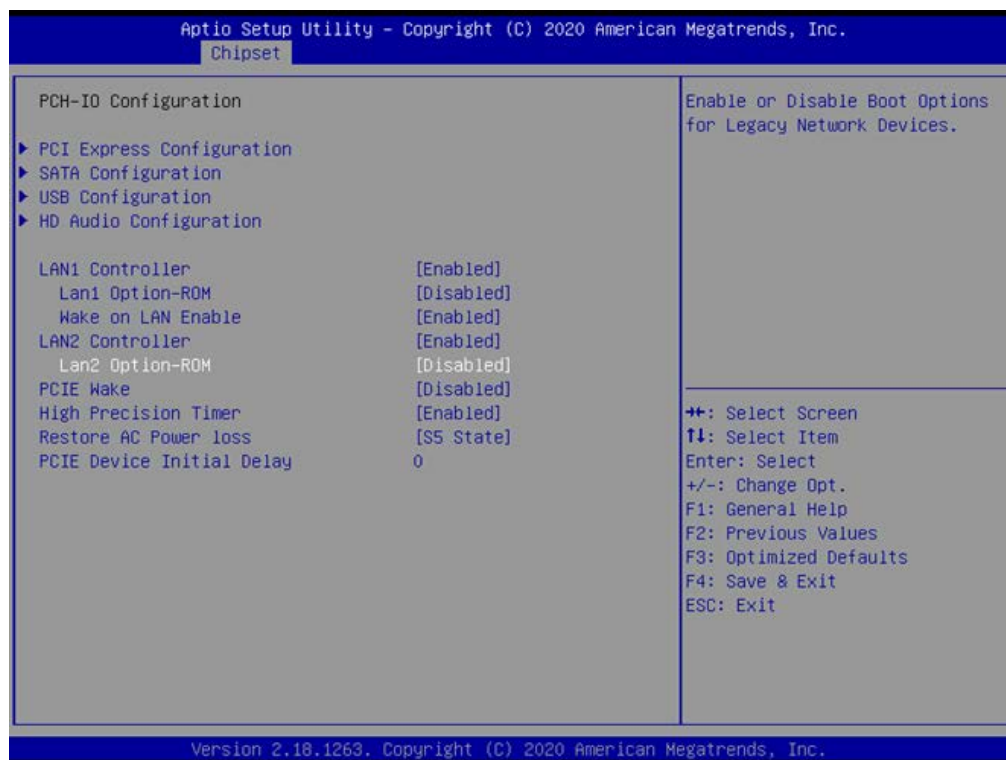 Aptio Setup Utility – Copyright (C) 2020 American Megatrends, Inc.
Chipset
PCH-IO Configuration
▶ PCI Express Configuration
▶ SATA Configuration
▶ USB Configuration
▶ HD Audio Configuration
LAN1 Controller [Enabled]
Lan1 Option-ROM [Disabled]
Wake on LAN Enable [Enabled]
LAN2 Controller [Enabled]
Lan2 Option-ROM [Disabled]
PCIE Wake [Disabled]
High Precision Timer [Enabled]
Restore AC Power loss [S5 State]
PCIE Device Initial Delay 0
Enable or Disable Boot Options
for Legacy Network Devices.
→←: Select Screen
↑↓: Select Item
Enter: Select
+/-: Change Opt.
F1: General Help
F2: Previous Values
F3: Optimized Defaults
F4: Save & Exit
ESC: Exit
Version 2.18.1263. Copyright (C) 2020 American Megatrends, Inc.